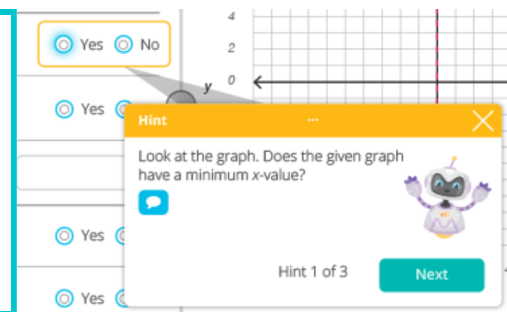 4
Yes No
2
0
y
Yes
Hint
...
Look at the graph. Does the given graph
have a minimum x-value?
Yes
Hint 1 of 3
Next
Yes